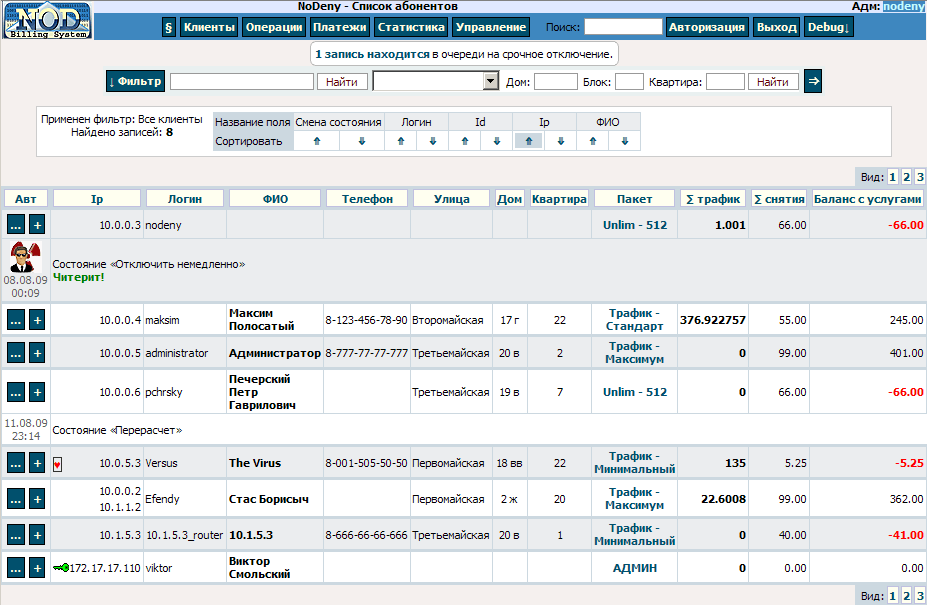 NoDeny - Список абонентов
Адм: nodeny
NOD
Billing System
§ Клиенты Операции Платежи Статистика Управление Поиск: Авторизация Выход Debug↓
1 запись находится в очереди на срочное отключение.
↓ Фильтр Найти Дом: Блок: Квартира: Найти ⇒
Применен фильтр: Все клиенты
Найдено записей: 8
Название поля Смена состояния Логин Id Ip ФИО
Сортировать ⇑ ⇓ ⇑ ⇓ ⇑ ⇓ ⇑ ⇓ ⇑ ⇓
Вид: 1 2 3
Авт Ip Логин ФИО Телефон Улица Дом Квартира Пакет Σ трафик Σ снятия Баланс с услугами
... + 10.0.0.3 nodeny Unlim - 512 1.001 66.00 -66.00
08.08.09
00:09
Состояние «Отключить немедленно»
Читерит!
... + 10.0.0.4 maksim Максим Полосатый 8-123-456-78-90 Второмайская 17 г 22 Трафик - Стандарт 376.922757 55.00 245.00
... + 10.0.0.5 administrator Администратор 8-777-77-77-777 Третьемайская 20 в 2 Трафик - Максимум 0 99.00 401.00
... + 10.0.0.6 pchrsky Печерский Петр Гаврилович Третьемайская 19 в 7 Unlim - 512 0 66.00 -66.00
11.08.09
23:14
Состояние «Перерасчет»
... + 10.0.5.3 Versus The Virus 8-001-505-50-50 Первомайская 18 вв 22 Трафик - Минимальный 135 5.25 -5.25
... + 10.0.0.2 10.1.1.2 Efendy Стас Борисыч Первомайская 2 ж 20 Трафик - Максимум 22.6008 99.00 362.00
... + 10.1.5.3 10.1.5.3_router 10.1.5.3 8-666-66-66-666 Третьемайская 20 в 1 Трафик - Минимальный 0 40.00 -41.00
... + 172.17.17.110 viktor Виктор Смольский АДМИН 0 0.00 0.00
Вид: 1 2 3